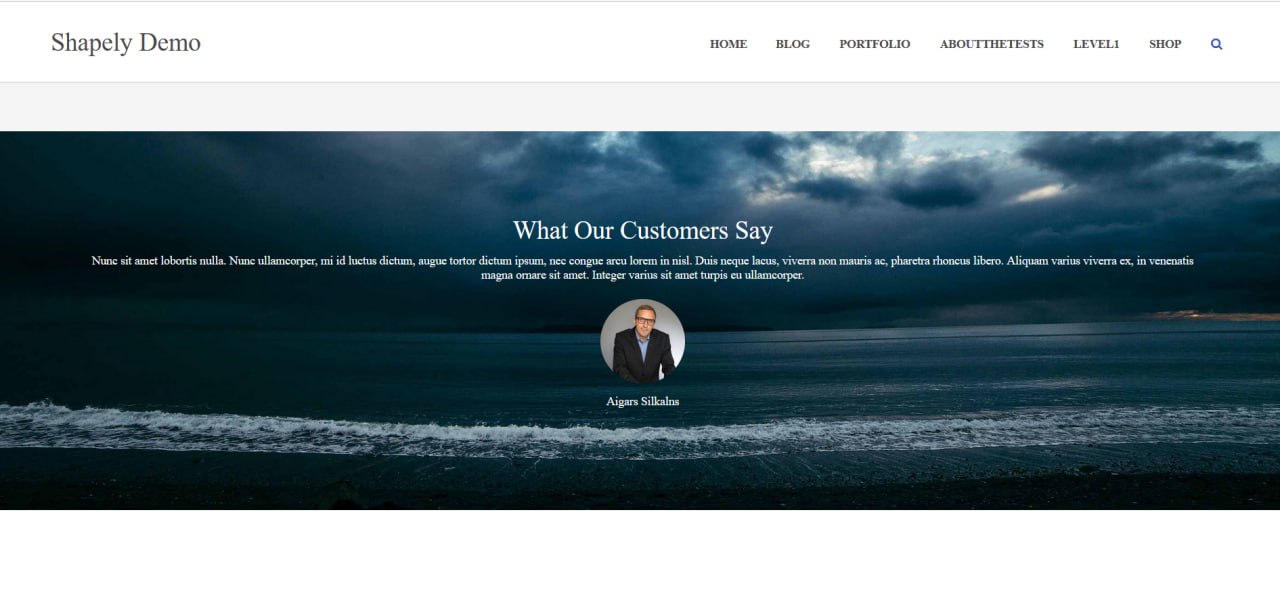 Shapely Demo
HOME BLOG PORTFOLIO ABOUTTHETESTS LEVEL1 SHOP
What Our Customers Say
Nunc sit amet lobortis nulla. Nunc ullamcorper, mi id luctus dictum, augue tortor dictum ipsum, nec congue arcu lorem in nisl. Duis neque lacus, viverra non mauris ac, pharetra rhoncus libero. Aliquam varius viverra ex, in venenatis
magna ornare sit amet. Integer varius sit amet turpis eu ullamcorper.
Aigars Silkalns